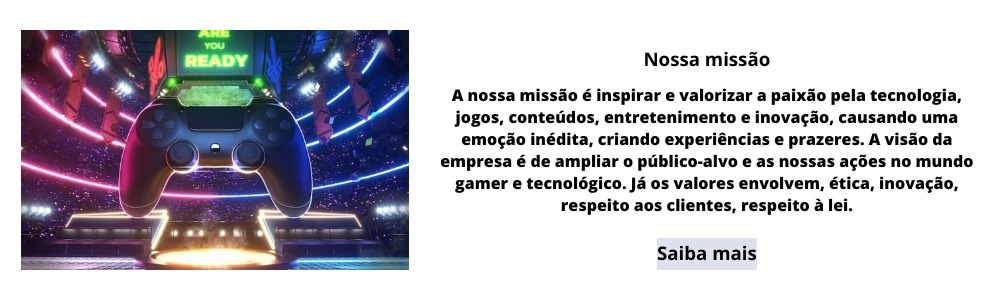 ARE
YOU
READY
Nossa missão
A nossa missão é inspirar e valorizar a paixão pela tecnologia,
jogos, conteúdos, entretenimento e inovação, causando uma
emoção inédita, criando experiências e prazeres. A visão da
empresa é de ampliar o público-alvo e as nossas ações no mundo
gamer e tecnológico. Já os valores envolvem, ética, inovação,
respeito aos clientes, respeito à lei.
Saiba mais